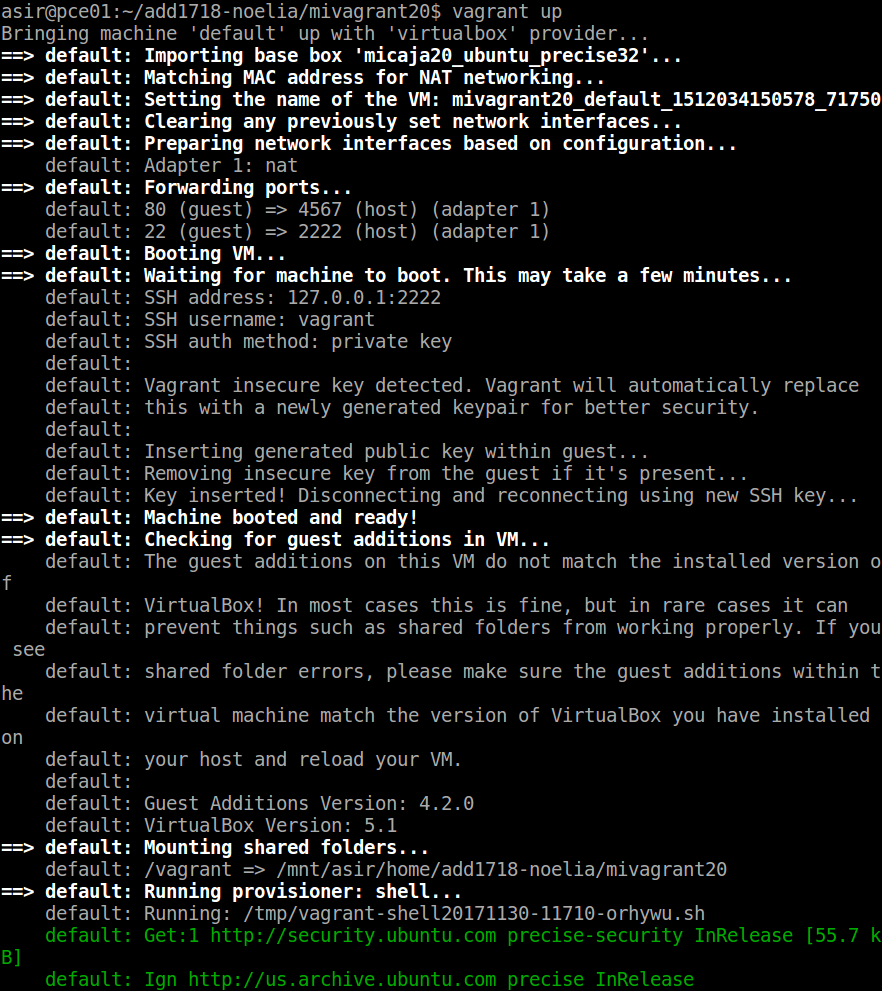 asir@pce01:~/add1718-noelia/mivagrant20$ vagrant up
Bringing machine 'default' up with 'virtualbox' provider...
==> default: Importing base box 'micaja20_ubuntu_precise32'...
==> default: Matching MAC address for NAT networking...
==> default: Setting the name of the VM: mivagrant20_default_1512034150578_71750
==> default: Clearing any previously set network interfaces...
==> default: Preparing network interfaces based on configuration...
    default: Adapter 1: nat
==> default: Forwarding ports...
    default: 80 (guest) => 4567 (host) (adapter 1)
    default: 22 (guest) => 2222 (host) (adapter 1)
==> default: Booting VM...
==> default: Waiting for machine to boot. This may take a few minutes...
    default: SSH address: 127.0.0.1:2222
    default: SSH username: vagrant
    default: SSH auth method: private key
    default:
    default: Vagrant insecure key detected. Vagrant will automatically replace
    default: this with a newly generated keypair for better security.
    default:
    default: Inserting generated public key within guest...
    default: Removing insecure key from the guest if it's present...
    default: Key inserted! Disconnecting and reconnecting using new SSH key...
==> default: Machine booted and ready!
==> default: Checking for guest additions in VM...
    default: The guest additions on this VM do not match the installed version o
f
    default: VirtualBox! In most cases this is fine, but in rare cases it can
    default: prevent things such as shared folders from working properly. If you
 see
    default: shared folder errors, please make sure the guest additions within t
he
    default: virtual machine match the version of VirtualBox you have installed
on
    default: your host and reload your VM.
    default:
    default: Guest Additions Version: 4.2.0
    default: VirtualBox Version: 5.1
==> default: Mounting shared folders...
    default: /vagrant => /mnt/asir/home/add1718-noelia/mivagrant20
==> default: Running provisioner: shell...
    default: Running: /tmp/vagrant-shell20171130-11710-orhywu.sh
    default: Get:1 http://security.ubuntu.com precise-security InRelease [55.7 k
B]
    default: Ign http://us.archive.ubuntu.com precise InRelease